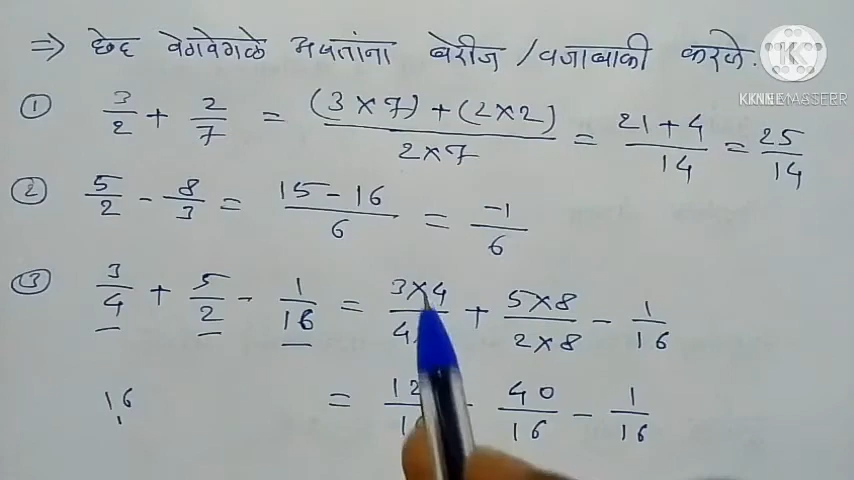 ⇒ छेद वेगवेगळे असतांना बेरीज / वजाबाकी करणे.
① 3/2 + 2/7 = (3×7)+(2×2) / 2×7 = 21+4 / 14 = 25/14
② 5/2 - 8/3 = 15-16 / 6 = -1/6
③ 3/4 + 5/2 - 1/16 = 3×4 / 4 + 5×8 / 2×8 - 1/16
16 = 12/1 40/16 - 1/16